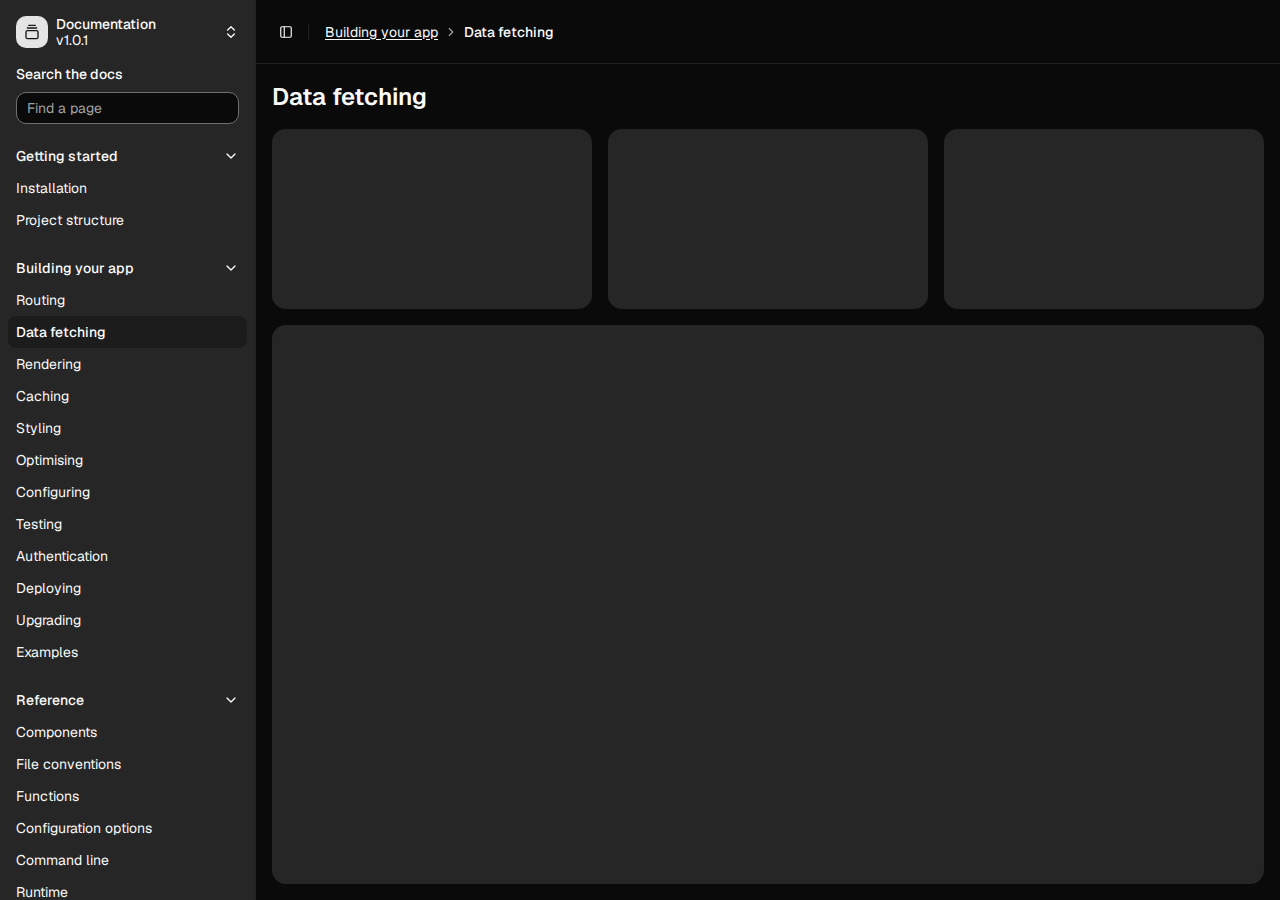 Documentation
v1.0.1
Search the docs
Find a page
Getting started
Installation
Project structure
Building your app
Routing
Data fetching
Rendering
Caching
Styling
Optimising
Configuring
Testing
Authentication
Deploying
Upgrading
Examples
Reference
Components
File conventions
Functions
Configuration options
Command line
Runtime
Building your app > Data fetching
Data fetching